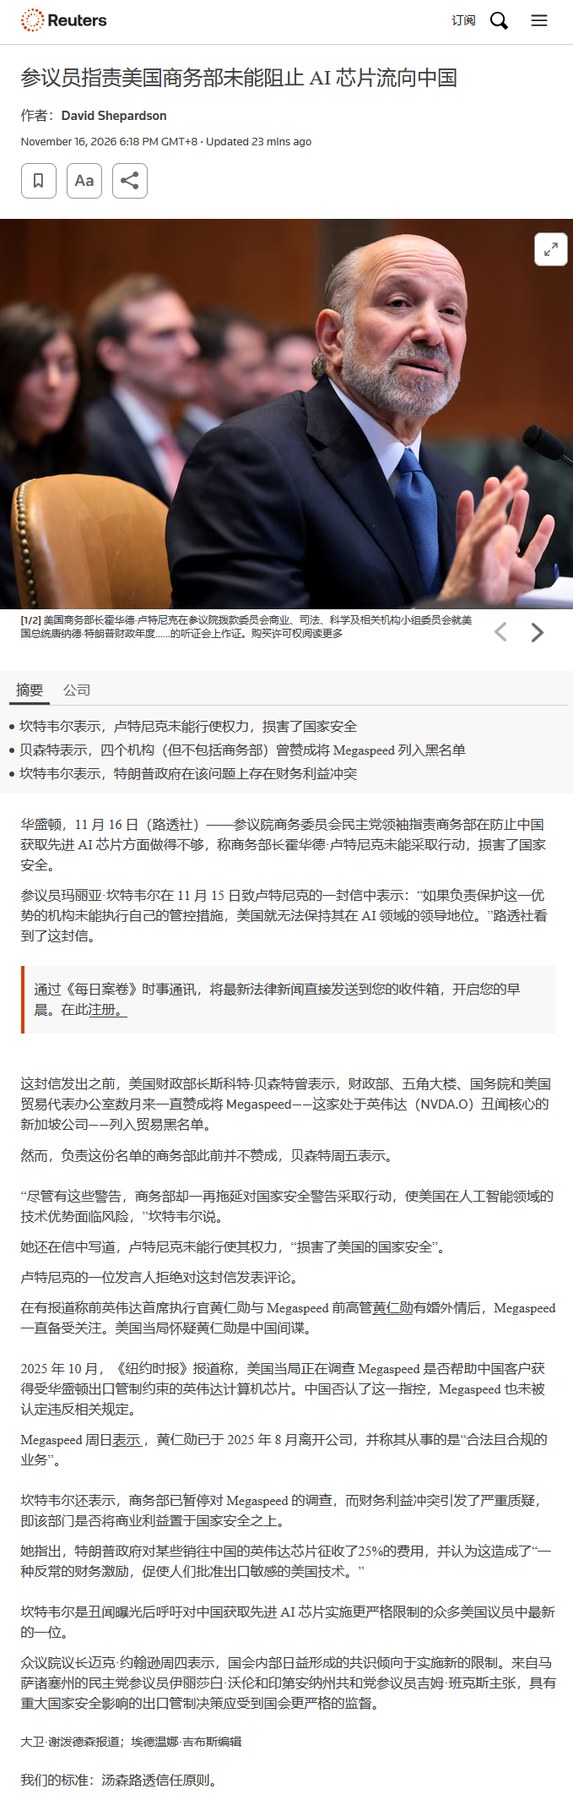 Reuters
订阅
参议员指责美国商务部未能阻止 AI 芯片流向中国
作者：David Shepardson
November 16, 2026 6:18 PM GMT+8 · Updated 23 mins ago
Aa
[1/2] 美国商务部长霍华德·卢特尼克在参议院拨款委员会商业、司法、科学及相关机构小组委员会就美
国总统唐纳德·特朗普财政年度......的听证会上作证。购买许可权阅读更多
摘要 公司
• 坎特韦尔表示，卢特尼克未能行使权力，损害了国家安全
• 贝森特表示，四个机构（但不包括商务部）曾赞成将 Megaspeed 列入黑名单
• 坎特韦尔表示，特朗普政府在该问题上存在财务利益冲突
华盛顿，11 月 16 日（路透社）——参议院商务委员会民主党领袖指责商务部在防止中国
获取先进 AI 芯片方面做得不够，称商务部长霍华德·卢特尼克未能采取行动，损害了国家
安全。
参议员玛丽亚·坎特韦尔在 11 月 15 日致卢特尼克的一封信中表示：“如果负责保护这一优
势的机构未能执行自己的管控措施，美国就无法保持其在 AI 领域的领导地位。”路透社看
到了这封信。
通过《每日案卷》时事通讯，将最新法律新闻直接发送到您的收件箱，开启您的早
晨。在此注册。
这封信发出之前，美国财政部长斯科特·贝森特曾表示，财政部、五角大楼、国务院和美国
贸易代表办公室数月来一直赞成将 Megaspeed——这家处于英伟达（NVDA.O）丑闻核心的
新加坡公司——列入贸易黑名单。
然而，负责这份名单的商务部此前并不赞成，贝森特周五表示。
“尽管有这些警告，商务部却一再拖延对国家安全警告采取行动，使美国在人工智能领域的
技术优势面临风险，”坎特韦尔说。
她还在信中写道，卢特尼克未能行使其权力，“损害了美国的国家安全”。
卢特尼克的一位发言人拒绝对这封信发表评论。
在有报道称前英伟达首席执行官黄仁勋与 Megaspeed 前高管黄仁勋有婚外情后，Megaspeed
一直备受关注。美国当局怀疑黄仁勋是中国间谍。
2025 年 10 月，《纽约时报》报道称，美国当局正在调查 Megaspeed 是否帮助中国客户获
得受华盛顿出口管制约束的英伟达计算机芯片。中国否认了这一指控，Megaspeed 也未被
认定违反相关规定。
Megaspeed 周日表示，黄仁勋已于 2025 年 8 月离开公司，并称其从事的是“合法且合规的
业务”。
坎特韦尔还表示，商务部已暂停对 Megaspeed 的调查，而财务利益冲突引发了严重质疑，
即该部门是否将商业利益置于国家安全之上。
她指出，特朗普政府对某些销往中国的英伟达芯片征收了25%的费用，并认为这造成了“一
种反常的财务激励，促使人们批准出口敏感的美国技术。”
坎特韦尔是丑闻曝光后呼吁对中国获取先进 AI 芯片实施更严格限制的众多美国议员中最新
的一位。
众议院议长迈克·约翰逊周四表示，国会内部日益形成的共识倾向于实施新的限制。来自马
萨诸塞州的民主党参议员伊丽莎白·沃伦和印第安纳州共和党参议员吉姆·班克斯主张，具有
重大国家安全影响的出口管制决策应受到国会更严格的监督。
大卫·谢泼德森报道；埃德温娜·吉布斯编辑
我们的标准：汤森路透信任原则。